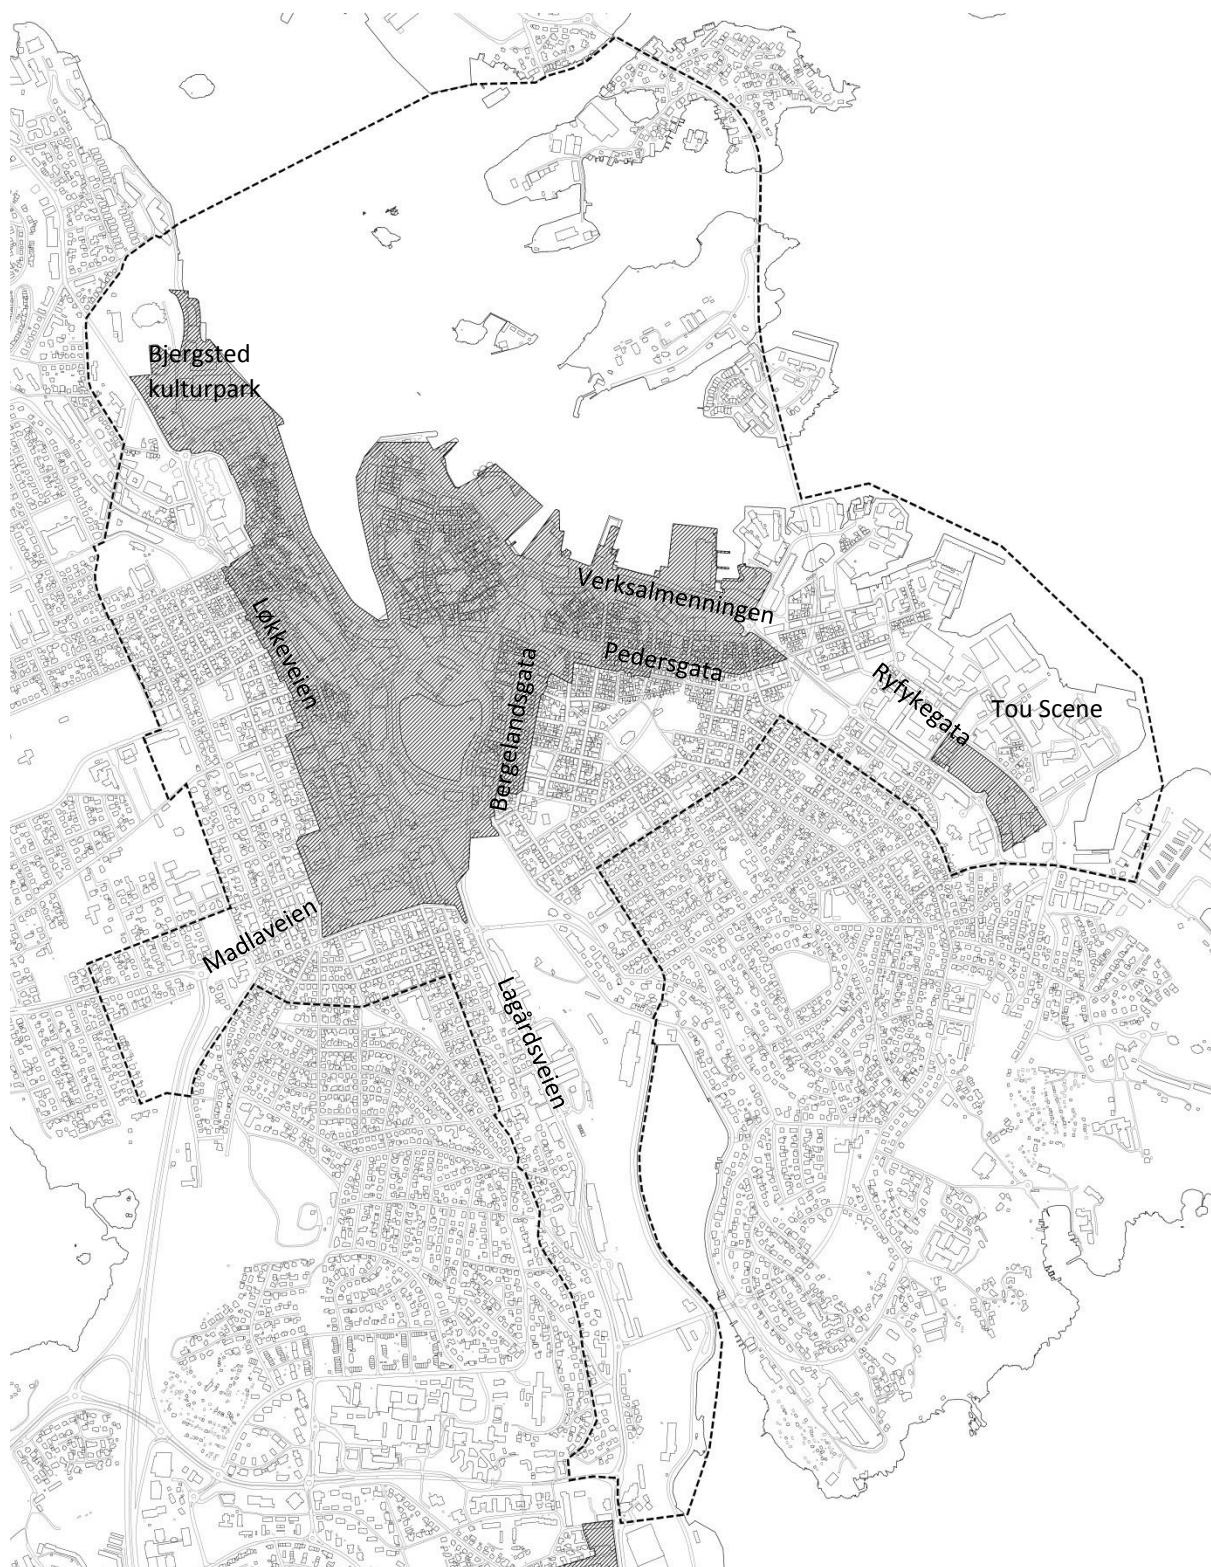 Bjergsted
kulturpark
Løkkeveien
Verksalmenningen
Pedersgata
Bergelandsgata
Ryfykegata
Tou Scene
Madlaveien
Lagårdsveien